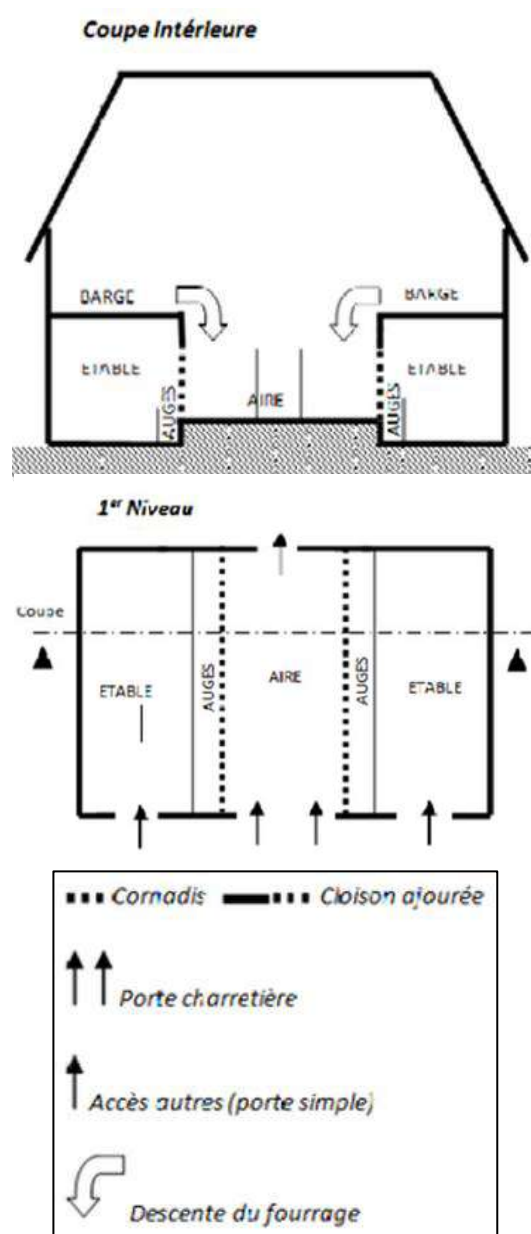 Coupe Intérieure
BARGE BARGE
ETABLE ETABLE
AUGES AIRE AUGES
1er Niveau
Coupe
ETABLE AUGES AIRE AUGES ETABLE
Cornadis Cloison ajourée
Porte charretière
Accès autres (porte simple)
Descente du fourrage